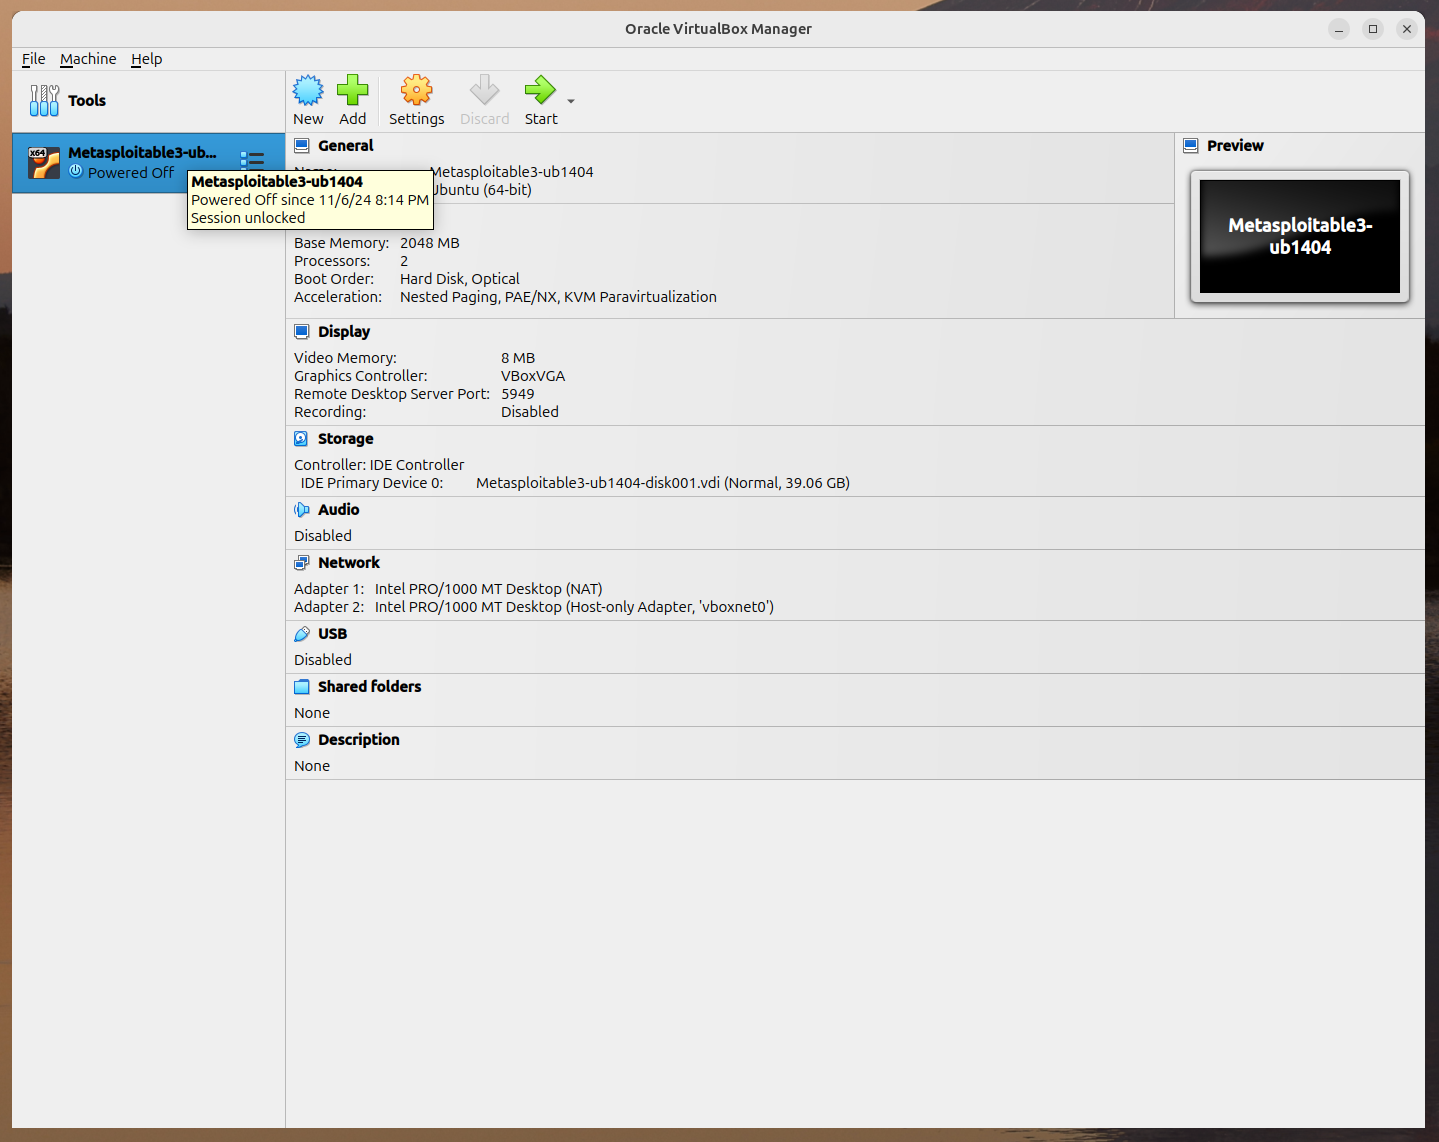 Oracle VirtualBox Manager
File Machine Help
Tools
New Add Settings Discard Start
x64
Metasploitable3-ub...
Powered Off
Metasploitable3-ub1404
Powered Off since 11/6/24 8:14 PM
Session unlocked
General
Metasploitable3-ub1404
Ubuntu (64-bit)
Base Memory: 2048 MB
Processors: 2
Boot Order: Hard Disk, Optical
Acceleration: Nested Paging, PAE/NX, KVM Paravirtualization
Preview
Metasploitable3-
ub1404
Display
Video Memory: 8 MB
Graphics Controller: VBoxVGA
Remote Desktop Server Port: 5949
Recording: Disabled
Storage
Controller: IDE Controller
IDE Primary Device 0: Metasploitable3-ub1404-disk001.vdi (Normal, 39.06 GB)
Audio
Disabled
Network
Adapter 1: Intel PRO/1000 MT Desktop (NAT)
Adapter 2: Intel PRO/1000 MT Desktop (Host-only Adapter, 'vboxnet0')
USB
Disabled
Shared folders
None
Description
None